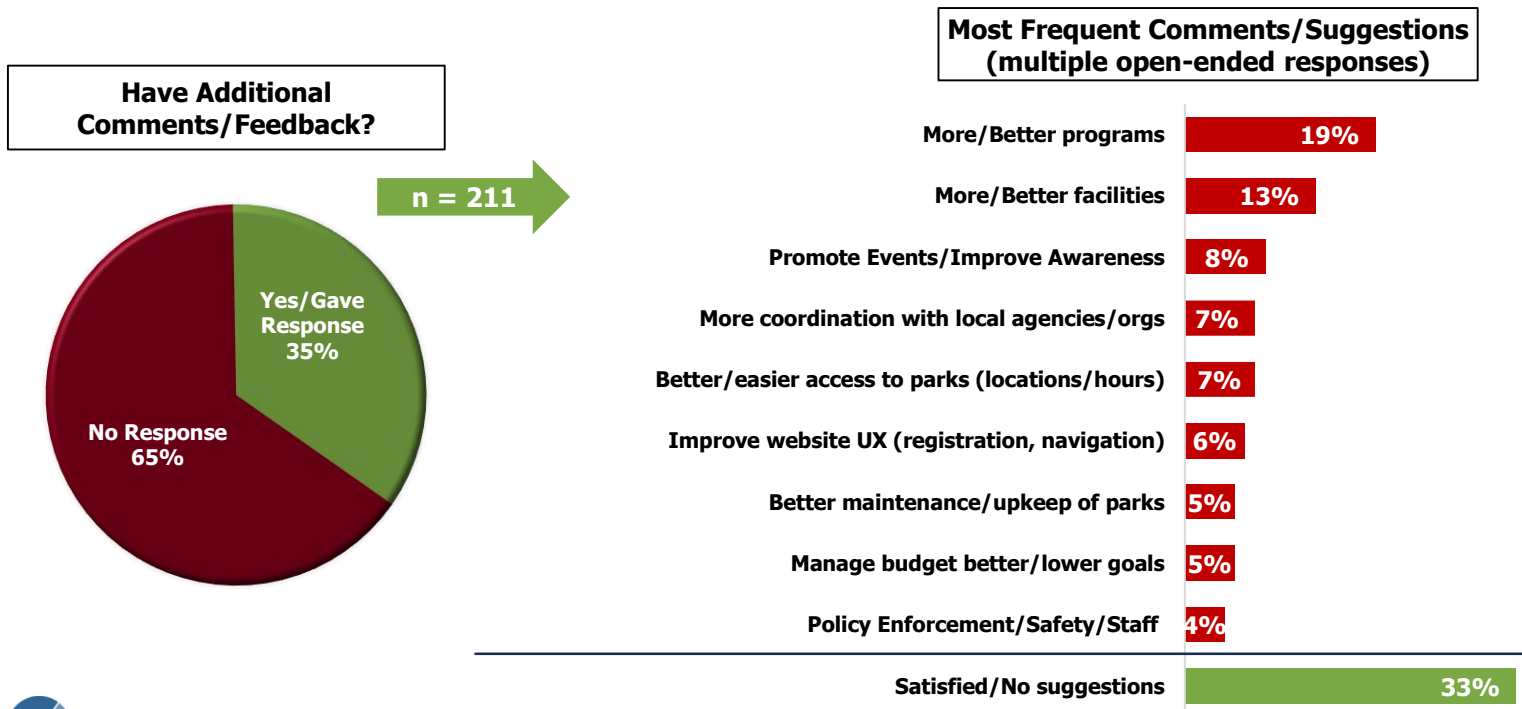 Have Additional
Comments/Feedback?
Yes/Gave
Response
35%
No Response
65%
n = 211
Most Frequent Comments/Suggestions
(multiple open-ended responses)
More/Better programs 19%
More/Better facilities 13%
Promote Events/Improve Awareness 8%
More coordination with local agencies/orgs 7%
Better/easier access to parks (locations/hours) 7%
Improve website UX (registration, navigation) 6%
Better maintenance/upkeep of parks 5%
Manage budget better/lower goals 5%
Policy Enforcement/Safety/Staff 4%
Satisfied/No suggestions 33%